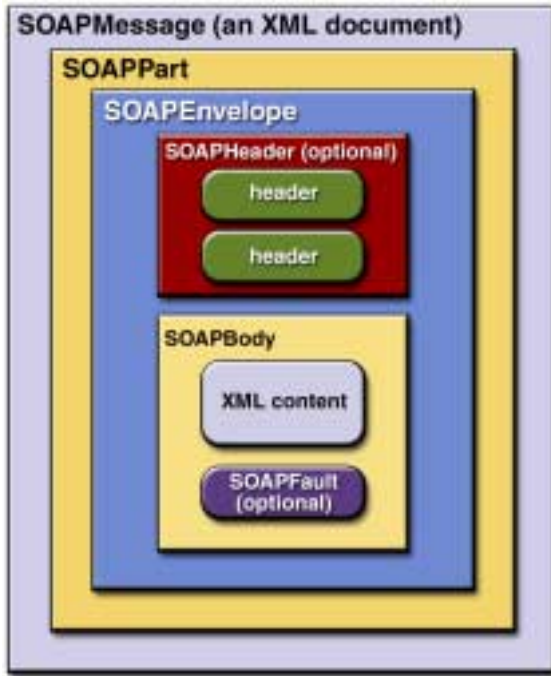 SOAPMessage (an XML document)
SOAPPart
SOAPEnvelope
SOAPHeader (optional)
header
header
SOAPBody
XML content
SOAPFault
(optional)